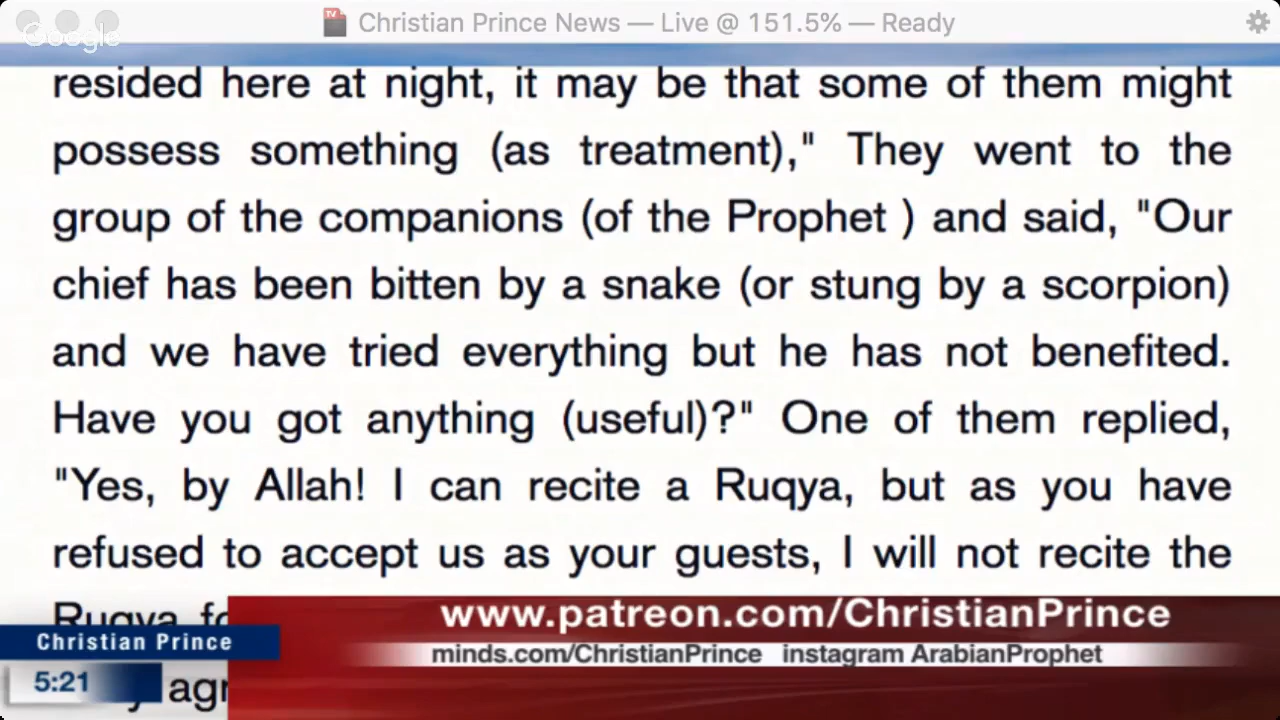 Christian Prince News — Live @ 151.5% — Ready
Google
resided here at night, it may be that some of them might
possess something (as treatment)," They went to the
group of the companions (of the Prophet ) and said, "Our
chief has been bitten by a snake (or stung by a scorpion)
and we have tried everything but he has not benefited.
Have you got anything (useful)?" One of them replied,
"Yes, by Allah! I can recite a Ruqya, but as you have
refused to accept us as your guests, I will not recite the
Ruqya fo
www.patreon.com/ChristianPrince
Christian Prince
minds.com/ChristianPrince instagram ArabianProphet
5:21
agr